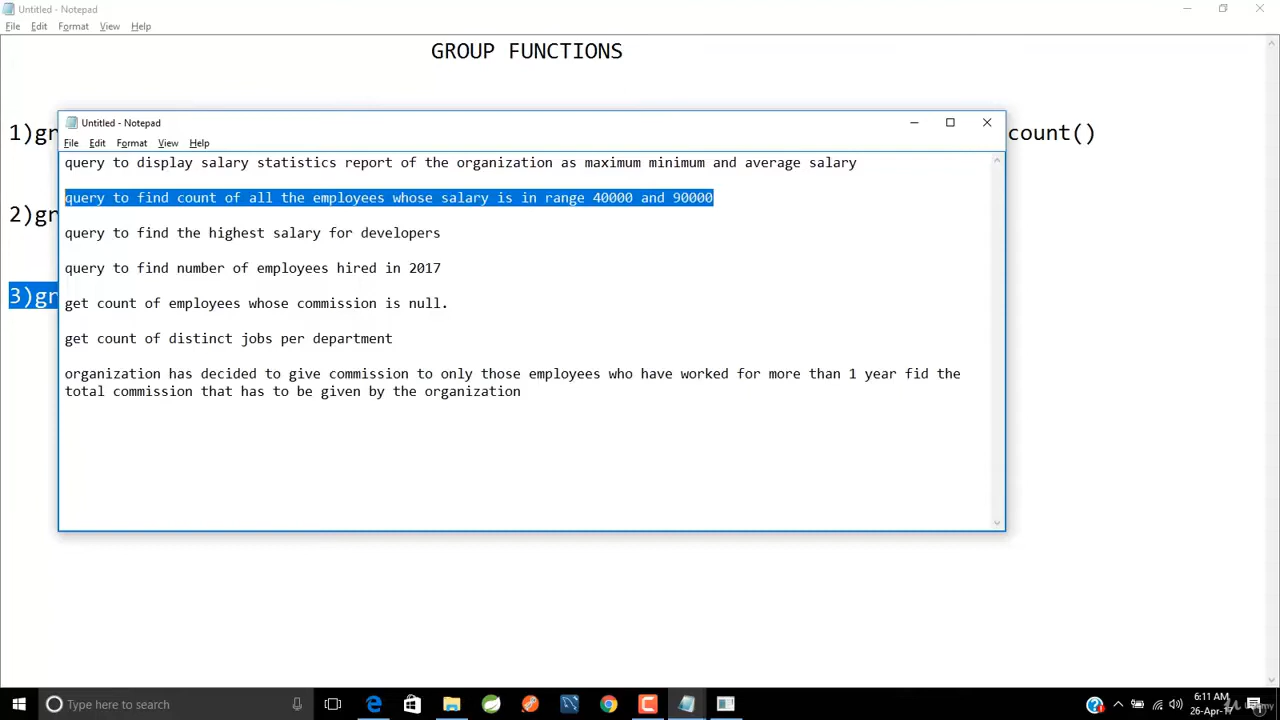 Untitled - Notepad
File Edit Format View Help
GROUP FUNCTIONS
1)gr count()
2)gr
3)gr
Untitled - Notepad
File Edit Format View Help
query to display salary statistics report of the organization as maximum minimum and average salary
query to find count of all the employees whose salary is in range 40000 and 90000
query to find the highest salary for developers
query to find number of employees hired in 2017
get count of employees whose commission is null.
get count of distinct jobs per department
organization has decided to give commission to only those employees who have worked for more than 1 year fid the
total commission that has to be given by the organization
Type here to search
6:11 AM
26-Apr-17